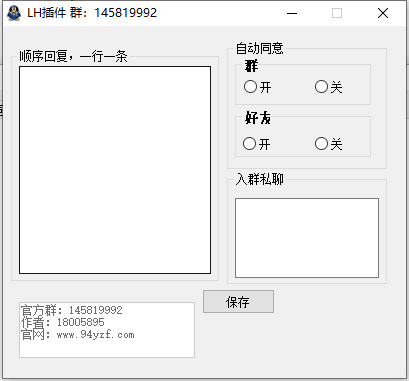 LH插件 群：145819992
顺序回复，一行一条
自动同意
群
开 关
好友
开 关
入群私聊
保存
官方群：145819992
作者：18005895
官网：www.94yzf.com